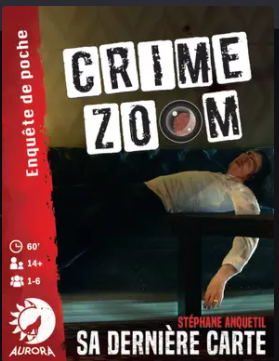 Enquête de poche
CRIME
ZOOM
60'
14+
1-6
AURORA
STÉPHANE ANQUETIL
SA DERNIÈRE CARTE